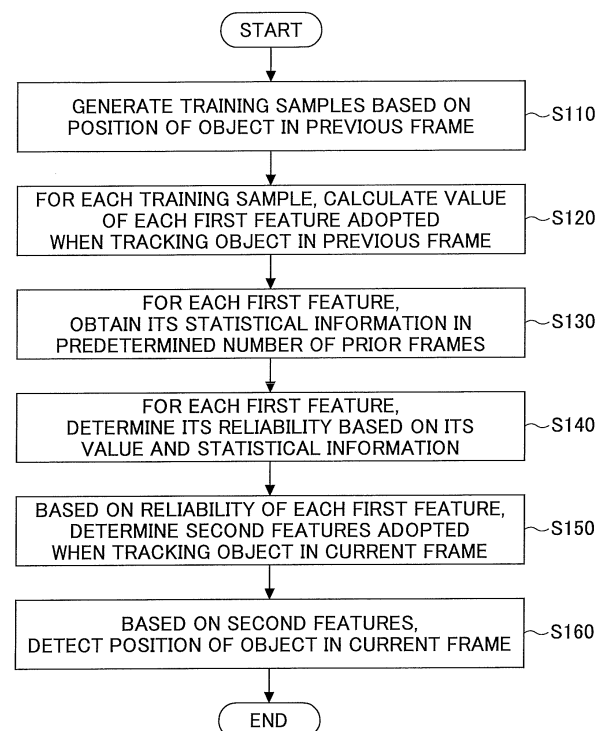 START
GENERATE TRAINING SAMPLES BASED ON
POSITION OF OBJECT IN PREVIOUS FRAME
S110
FOR EACH TRAINING SAMPLE, CALCULATE VALUE
OF EACH FIRST FEATURE ADOPTED
WHEN TRACKING OBJECT IN PREVIOUS FRAME
S120
FOR EACH FIRST FEATURE,
OBTAIN ITS STATISTICAL INFORMATION IN
PREDETERMINED NUMBER OF PRIOR FRAMES
S130
FOR EACH FIRST FEATURE,
DETERMINE ITS RELIABILITY BASED ON ITS
VALUE AND STATISTICAL INFORMATION
S140
BASED ON RELIABILITY OF EACH FIRST FEATURE,
DETERMINE SECOND FEATURES ADOPTED
WHEN TRACKING OBJECT IN CURRENT FRAME
S150
BASED ON SECOND FEATURES,
DETECT POSITION OF OBJECT IN CURRENT FRAME
S160
END